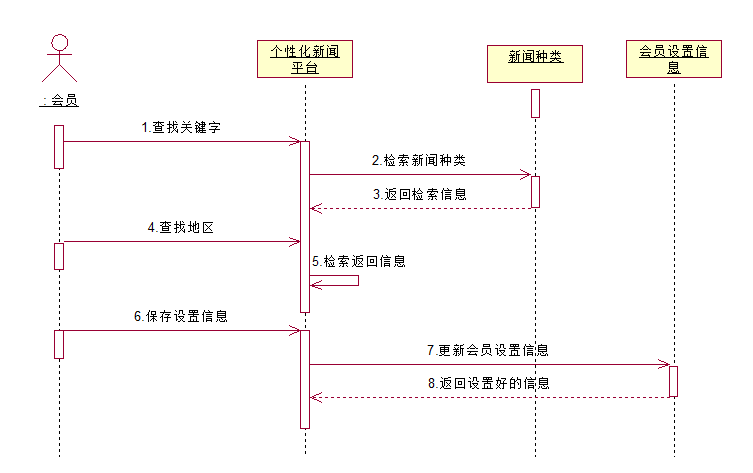 个性化新闻
平台
新闻种类
会员设置信
息
: 会员
1.查找关键字
2.检索新闻种类
3.返回检索信息
4.查找地区
5.检索返回信息
6.保存设置信息
7.更新会员设置信息
8.返回设置好的信息